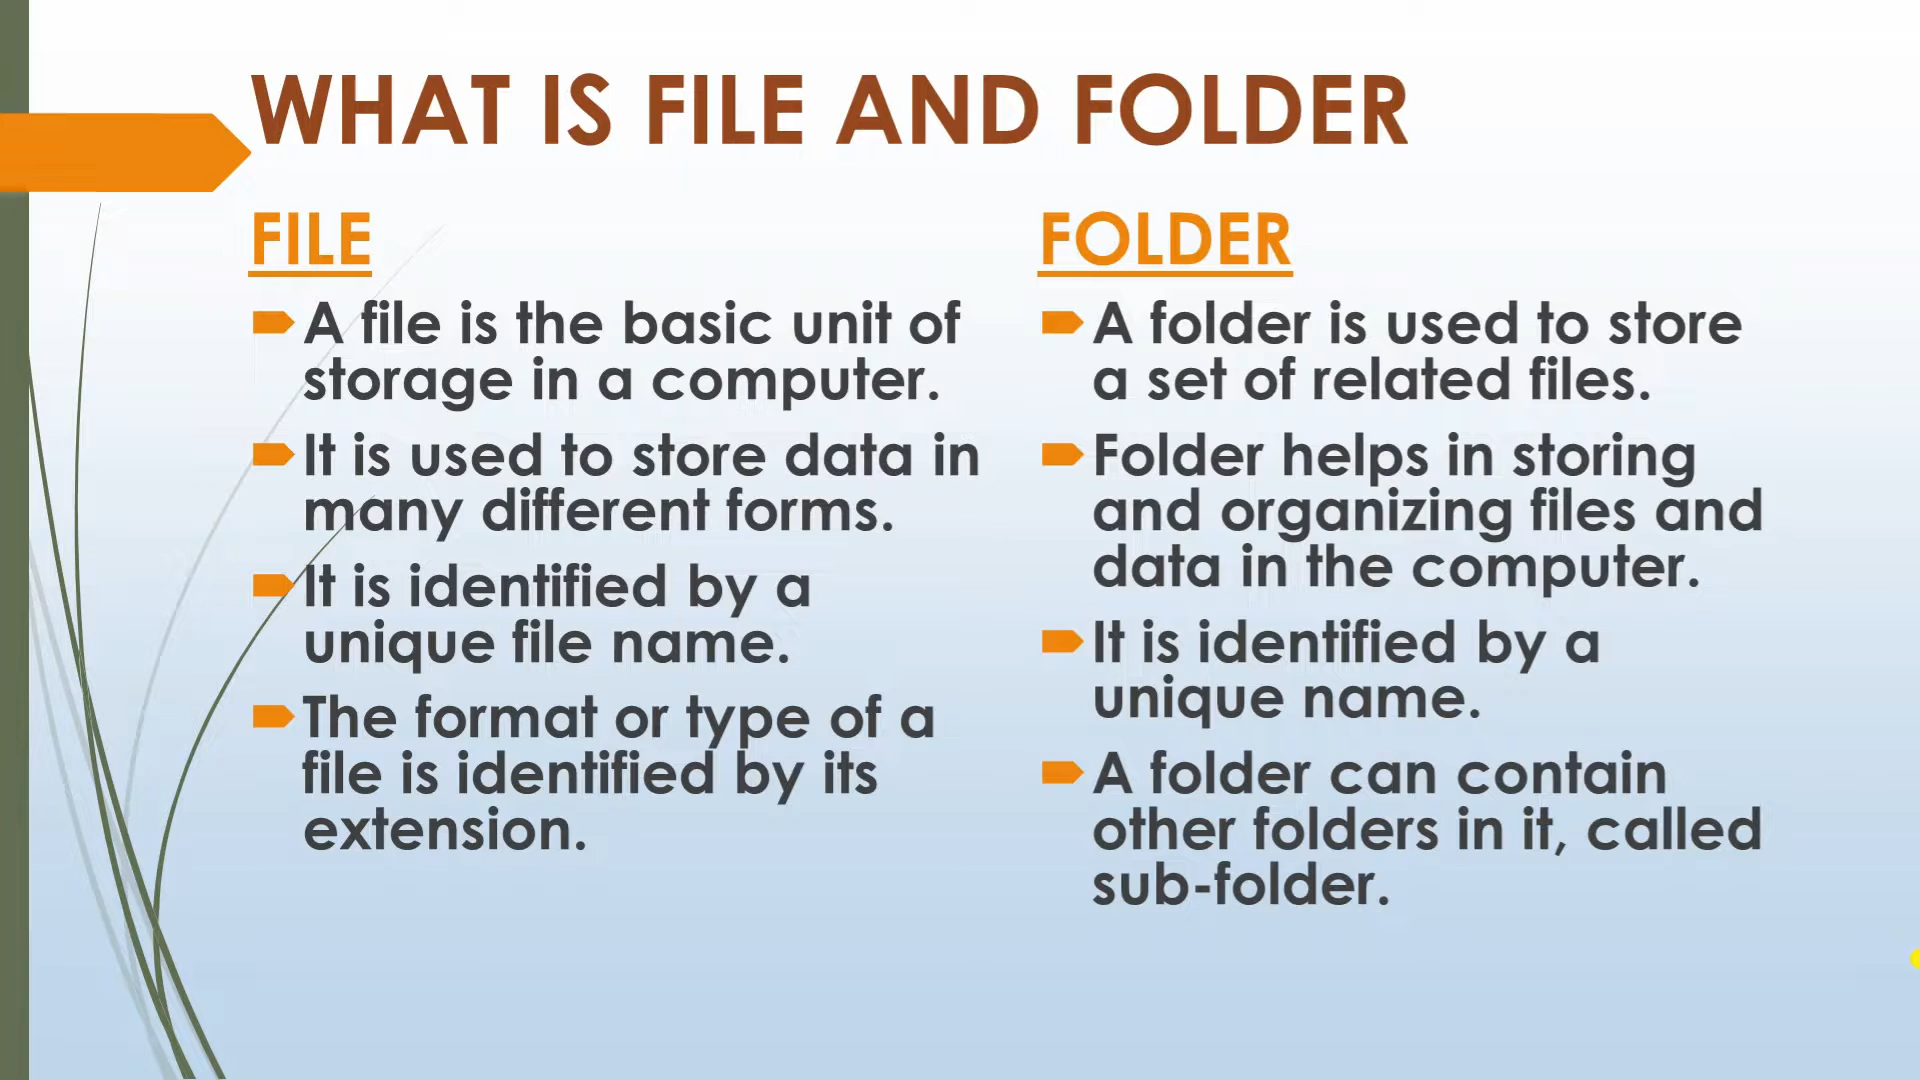 WHAT IS FILE AND FOLDER
FILE
A file is the basic unit of
storage in a computer.
It is used to store data in
many different forms.
It is identified by a
unique file name.
The format or type of a
file is identified by its
extension.
FOLDER
A folder is used to store
a set of related files.
Folder helps in storing
and organizing files and
data in the computer.
It is identified by a
unique name.
A folder can contain
other folders in it, called
sub-folder.